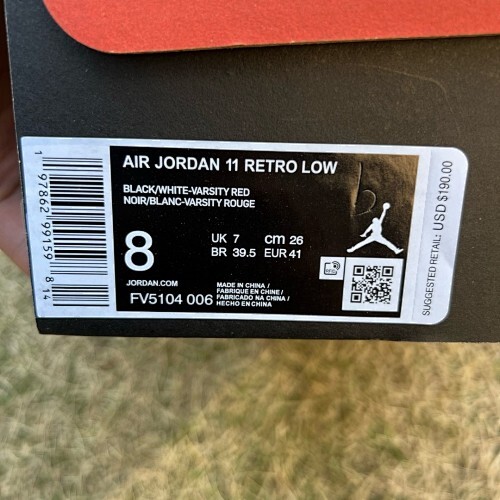 AIR JORDAN 11 RETRO LOW
BLACK/WHITE-VARSITY RED
NOIR/BLANC-VARSITY ROUGE
8
UK 7 cm 26
BR 39.5 EUR 41
JORDAN.COM
FV5104 006
MADE IN CHINA /
FABRIQUE EN CHINE /
FABRICADO NA CHINA /
HECHO EN CHINA
RFID
SUGGESTED RETAIL: USD $190.00
1 97862 99159 8 14